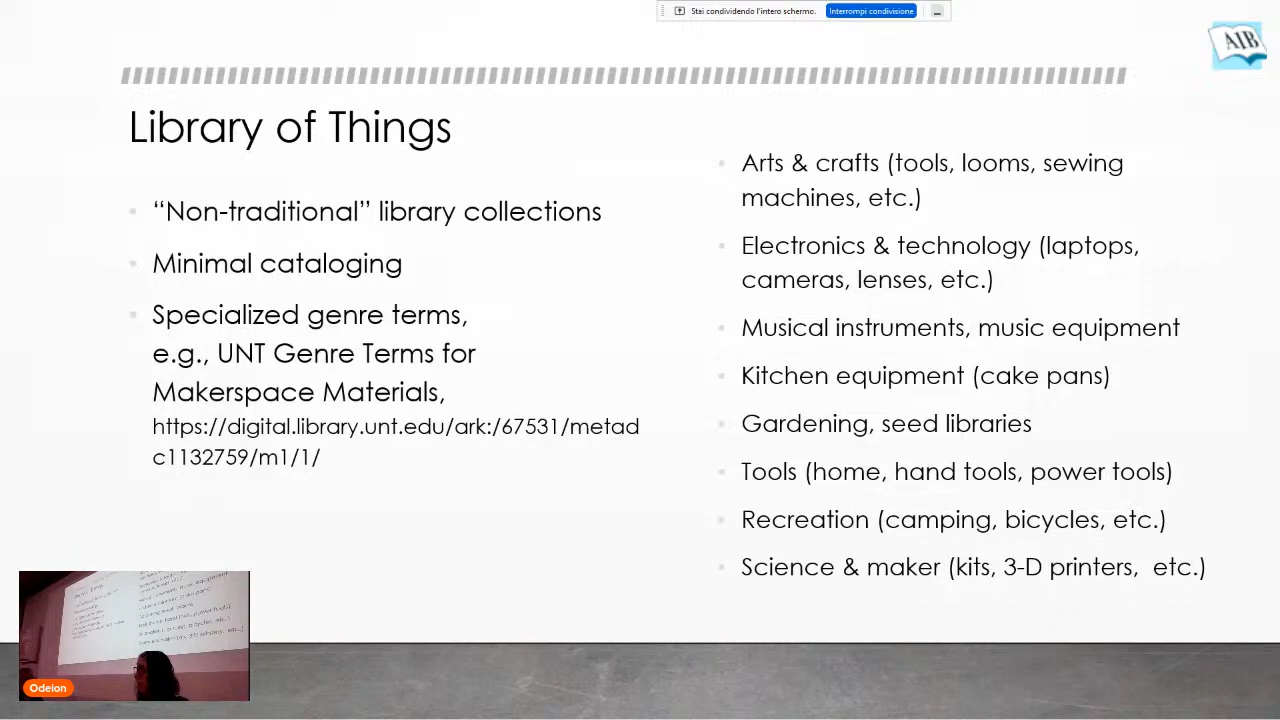 Stai condividendo l'intero schermo.
Interrompi condivisione
AIB
Library of Things
“Non-traditional” library collections
Minimal cataloging
Specialized genre terms,
e.g., UNT Genre Terms for
Makerspace Materials,
https://digital.library.unt.edu/ark:/67531/metad
c1132759/m1/1/
Arts & crafts (tools, looms, sewing
machines, etc.)
Electronics & technology (laptops,
cameras, lenses, etc.)
Musical instruments, music equipment
Kitchen equipment (cake pans)
Gardening, seed libraries
Tools (home, hand tools, power tools)
Recreation (camping, bicycles, etc.)
Science & maker (kits, 3-D printers,  etc.)
Odeion